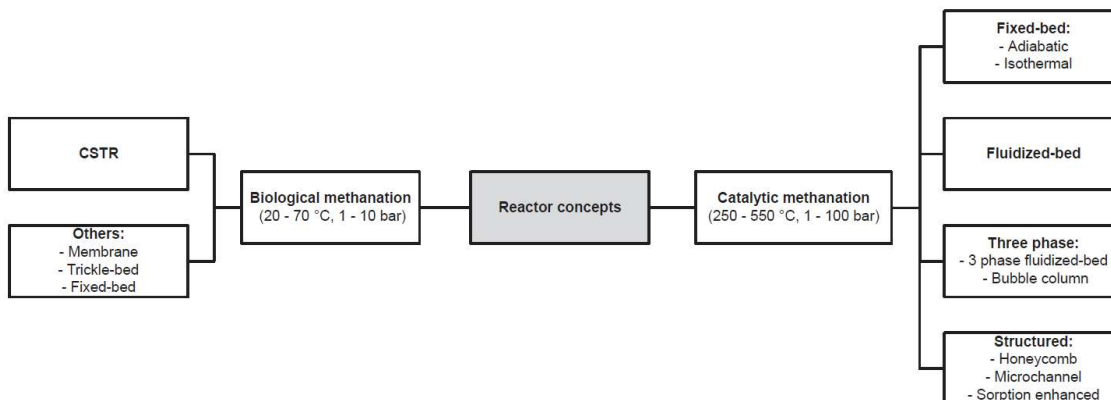 CSTR
Others:
- Membrane
- Trickle-bed
- Fixed-bed
Biological methanation
(20 - 70 °C, 1 - 10 bar)
Reactor concepts
Catalytic methanation
(250 - 550 °C, 1 - 100 bar)
Fixed-bed:
- Adiabatic
- Isothermal
Fluidized-bed
Three phase:
- 3 phase fluidized-bed
- Bubble column
Structured:
- Honeycomb
- Microchannel
- Sorption enhanced